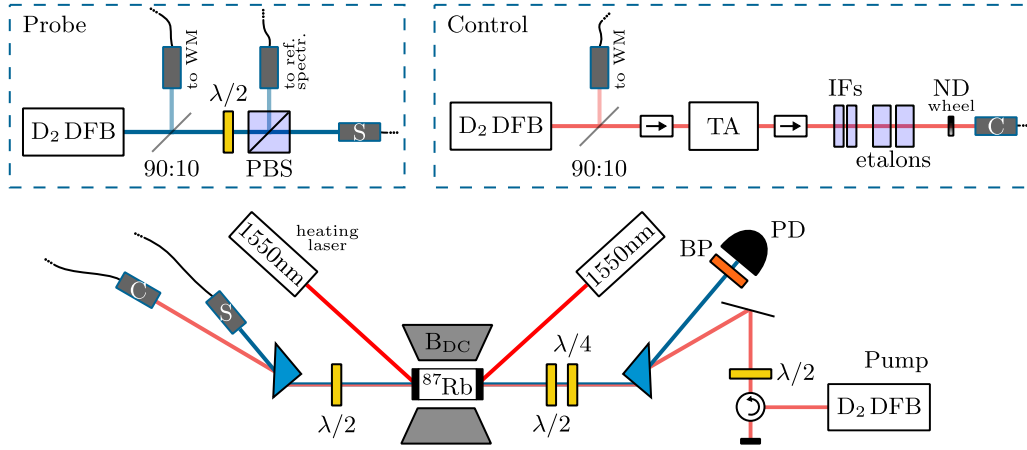 Probe
to WM
to ref.
spectr.
λ/2
D₂ DFB
S
90:10
PBS
Control
to WM
D₂ DFB
90:10
TA
IFs
etalons
ND
wheel
C
C
S
1550nm
heating
laser
1550nm
BP
PD
B_DC
λ/4
⁸⁷Rb
λ/2
λ/2
λ/2
Pump
D₂ DFB